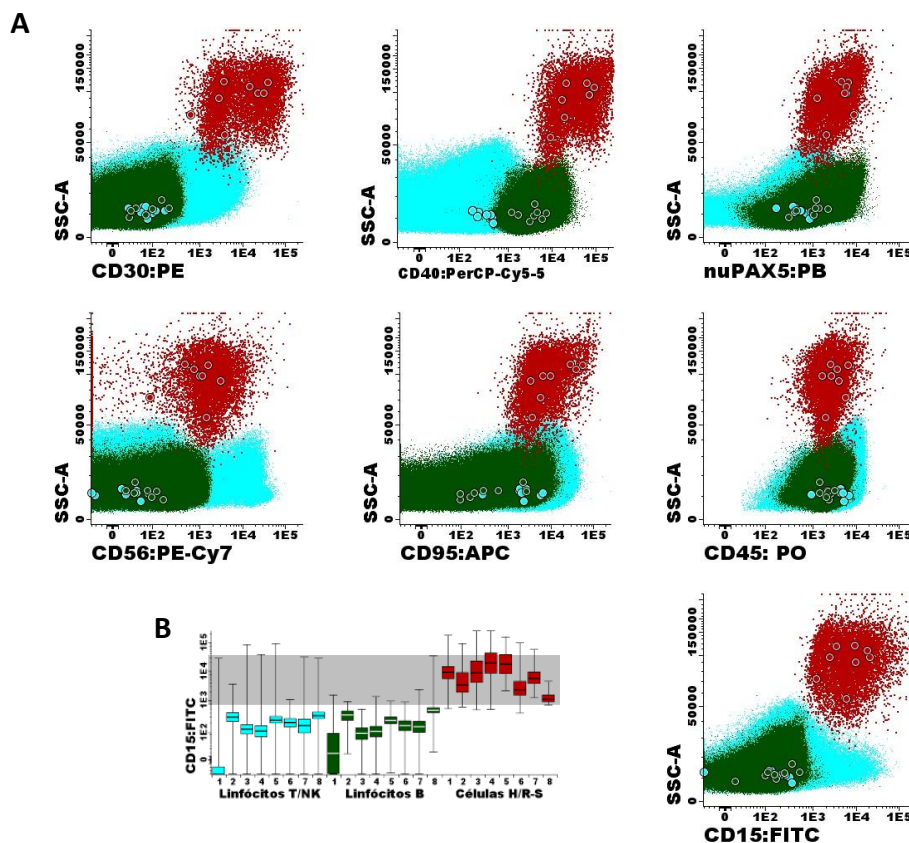 A
SSC-A
150000
50000
0
0 1E2 1E3 1E4 1E5
CD30:PE
SSC-A
150000
50000
0
0 1E2 1E3 1E4 1E5
CD40:PerCP-Cy5-5
SSC-A
150000
50000
0
0 1E2 1E3 1E4 1E5
nuPAX5:PB
SSC-A
150000
50000
0
0 1E2 1E3 1E4 1E5
CD56:PE-Cy7
SSC-A
150000
50000
0
0 1E2 1E3 1E4 1E5
CD95:APC
SSC-A
150000
50000
0
0 1E2 1E3 1E4 1E5
CD45: PO
B
CD15:FITC
1E5
1E4
1E3
1E2
0
1 2 3 4 5 6 7 8 1 2 3 4 5 6 7 8 1 2 3 4 5 6 7 8
Linfócitos T/NK Linfócitos B Células H/R-S
SSC-A
150000
50000
0
0 1E2 1E3 1E4 1E5
CD15:FITC